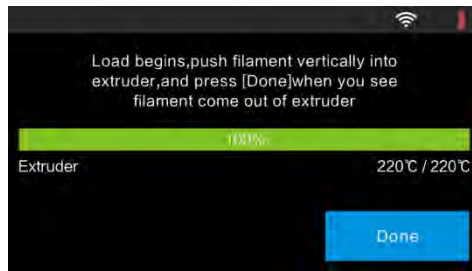 Load begins,push filament vertically into
extruder,and press [Done]when you see
filament come out of extruder
100%
Extruder
220℃ / 220℃
Done